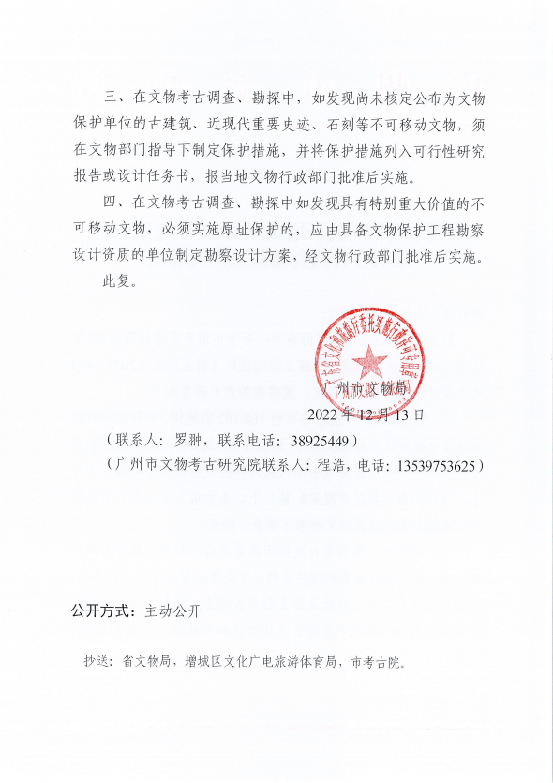 三、在文物考古调查、勘探中，如发现尚未核定公布为文物
保护单位的古建筑、近现代重要史迹、石刻等不可移动文物，须
在文物部门指导下制定保护措施，并将保护措施列入可行性研究
报告或设计任务书，报当地文物行政部门批准后实施。
四、在文物考古调查、勘探中如发现具有特别重大价值的不
可移动文物，必须实施原址保护的，应由具备文物保护工程勘察
设计资质的单位制定勘察设计方案，经文物行政部门批准后实施。
此复。
广州市文物局
2022年12月13日
（联系人：罗翀，联系电话：38925449）
（广州市文物考古研究院联系人：程浩，电话：13539753625）
公开方式：主动公开
抄送：省文物局，增城区文化广电旅游体育局，市考古院。